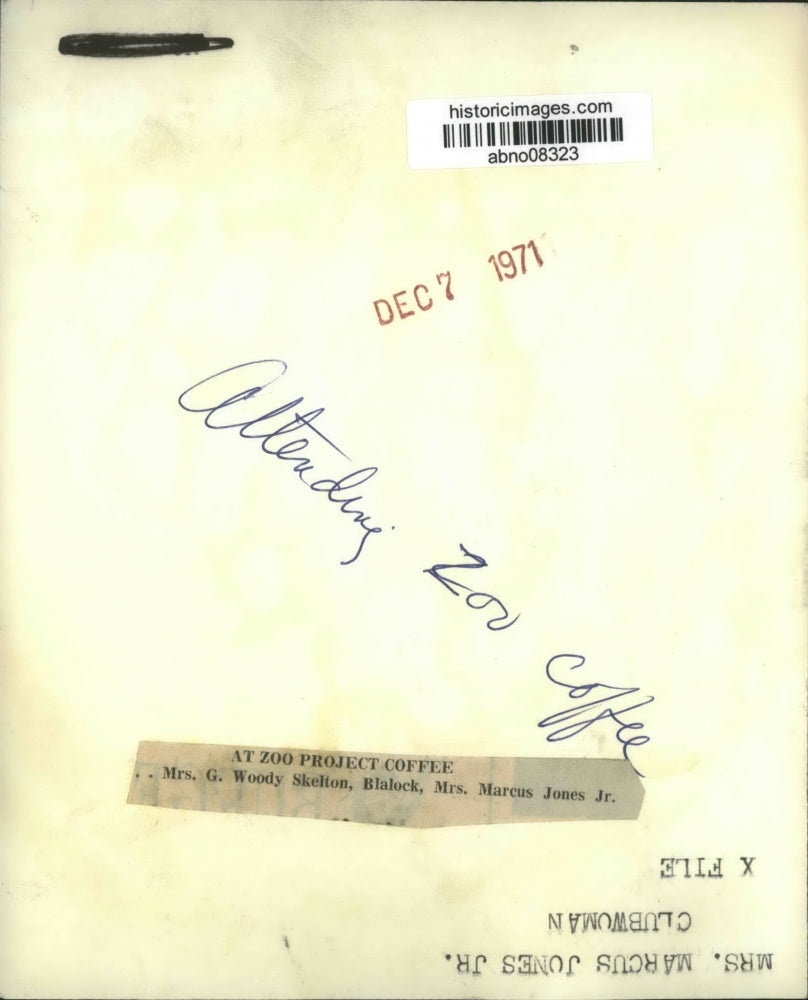 historicimages.com
abno08323
DEC 7 1971
Attending Zoo Coffee
AT ZOO PROJECT COFFEE
. . Mrs. G. Woody Skelton, Blalock, Mrs. Marcus Jones Jr.
MRS. MARCUS JONES JR.
CLUBWOMAN
X FILE